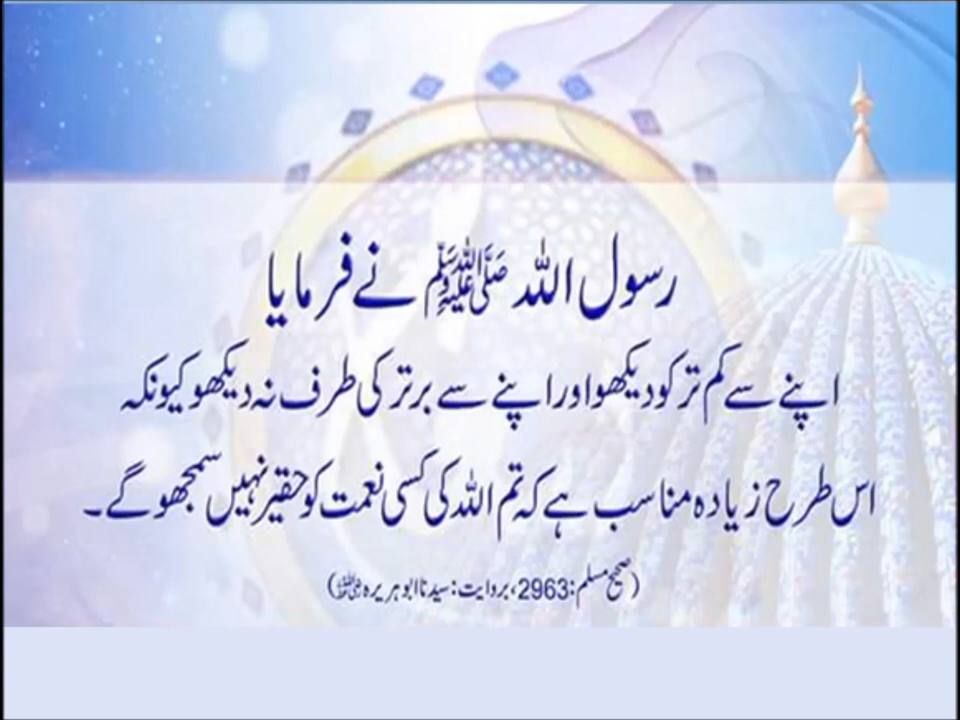 رسول اللہ ﷺ نے فرمایا
اپنے سے کم تر کو دیکھو اور اپنے سے برتر کی طرف نہ دیکھو کیونکہ
اس طرح زیادہ مناسب ہے کہ تم اللہ کی کسی نعمت کو حقیر نہیں سمجھو گے۔
(صحیح مسلم: 2963، بروایت: سیدنا ابو ہریرہ رضی اللہ عنہ)